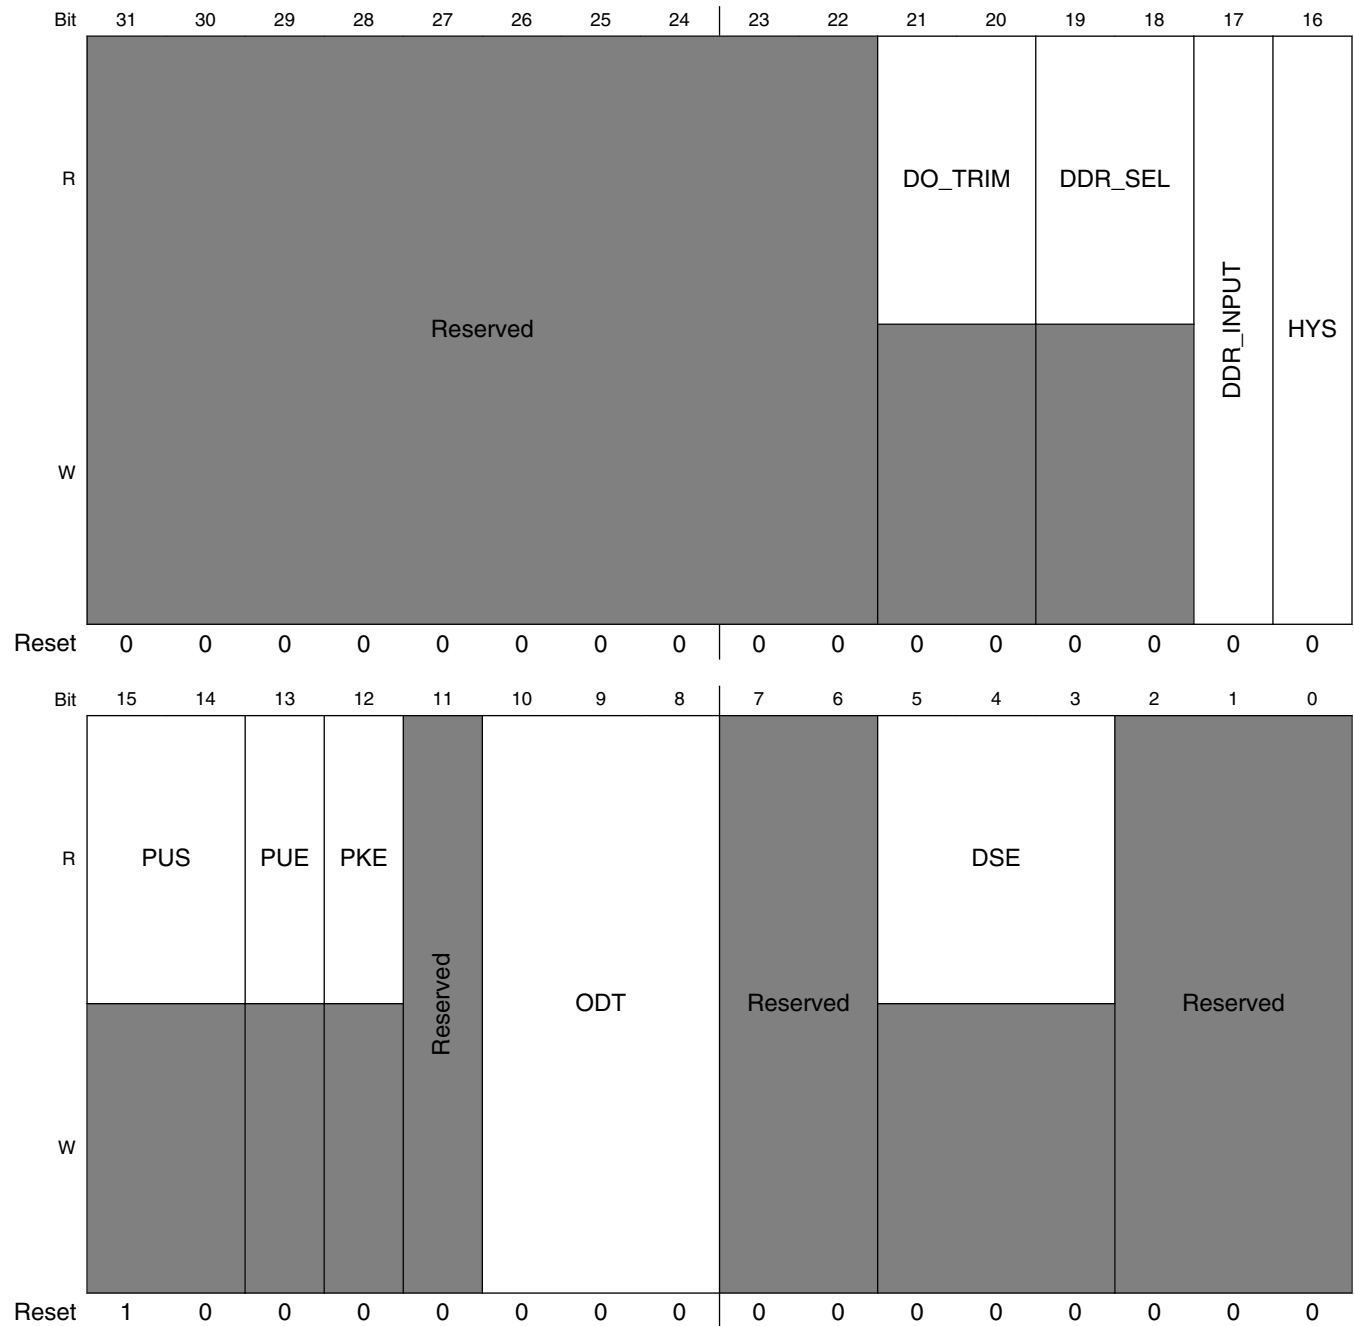 Bit 31 30 29 28 27 26 25 24 23 22 21 20 19 18 17 16
R DO_TRIM DDR_SEL
Reserved DDR_INPUT HYS
W
Reset 0 0 0 0 0 0 0 0 0 0 0 0 0 0 0 0
Bit 15 14 13 12 11 10 9 8 7 6 5 4 3 2 1 0
R PUS PUE PKE DSE
Reserved ODT Reserved Reserved
W
Reset 1 0 0 0 0 0 0 0 0 0 0 0 0 0 0 0